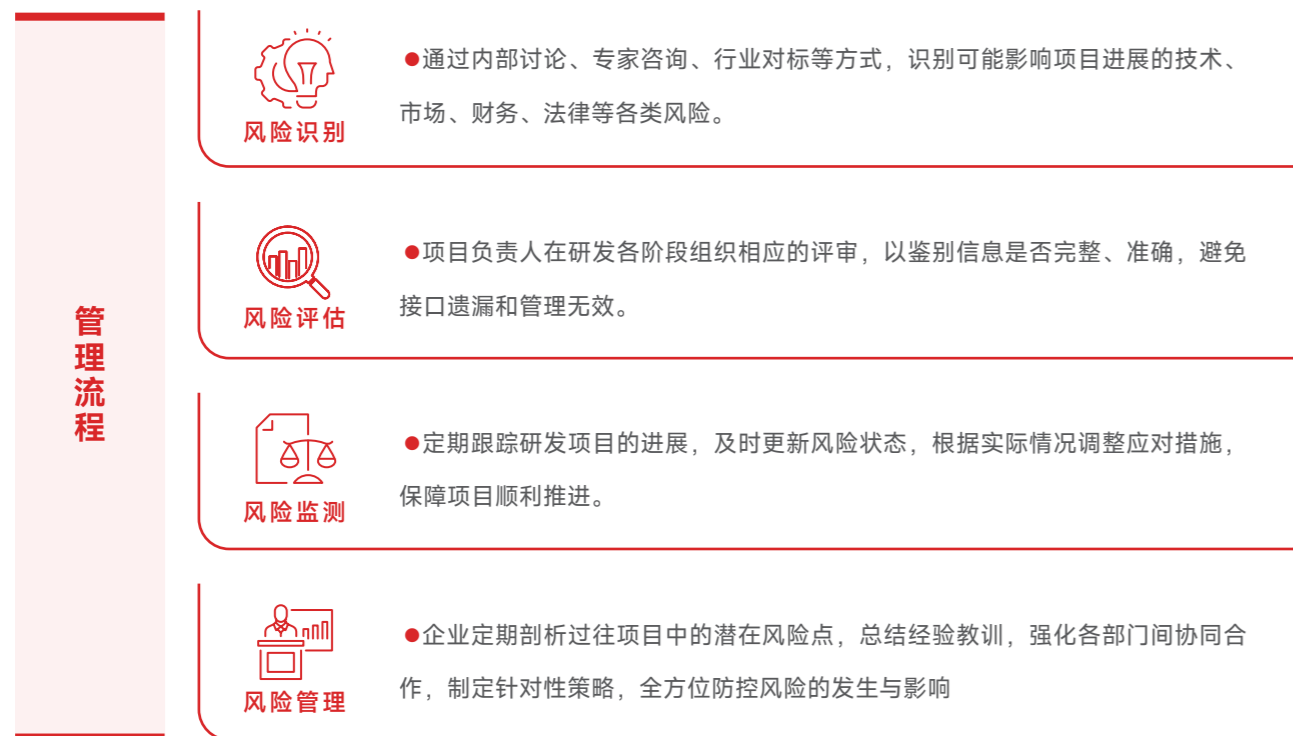 管理流程
风险识别
●通过内部讨论、专家咨询、行业对标等方式，识别可能影响项目进展的技术、
市场、财务、法律等各类风险。
风险评估
●项目负责人在研发各阶段组织相应的评审，以鉴别信息是否完整、准确，避免
接口遗漏和管理无效。
风险监测
●定期跟踪研发项目的进展，及时更新风险状态，根据实际情况调整应对措施，
保障项目顺利推进。
风险管理
●企业定期剖析过往项目中的潜在风险点，总结经验教训，强化各部门间协同合
作，制定针对性策略，全方位防控风险的发生与影响